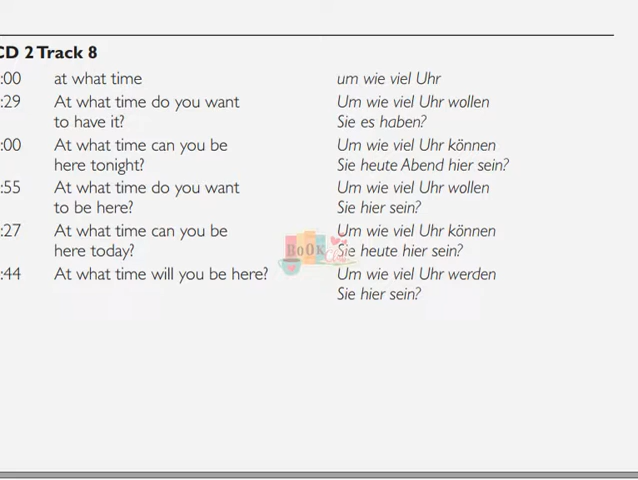 CD 2 Track 8
:00 at what time um wie viel Uhr
:29 At what time do you want Um wie viel Uhr wollen
to have it? Sie es haben?
:00 At what time can you be Um wie viel Uhr können
here tonight? Sie heute Abend hier sein?
:55 At what time do you want Um wie viel Uhr wollen
to be here? Sie hier sein?
:27 At what time can you be Um wie viel Uhr können
here today? Sie heute hier sein?
BooK
:44 At what time will you be here? Um wie viel Uhr werden
Sie hier sein?